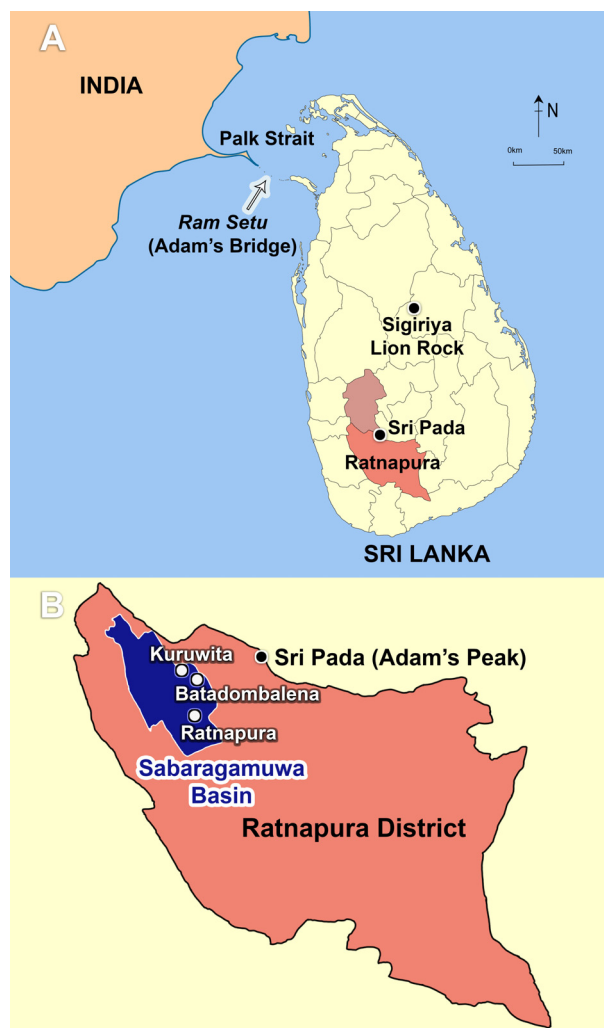 A
INDIA
N
Palk Strait
0km 50km
Ram Setu
(Adam’s Bridge)
Sigiriya
Lion Rock
Sri Pada
Ratnapura
SRI LANKA
B
Kuruwita
Sri Pada (Adam’s Peak)
Batadombalena
Ratnapura
Sabaragamuwa
Basin
Ratnapura District